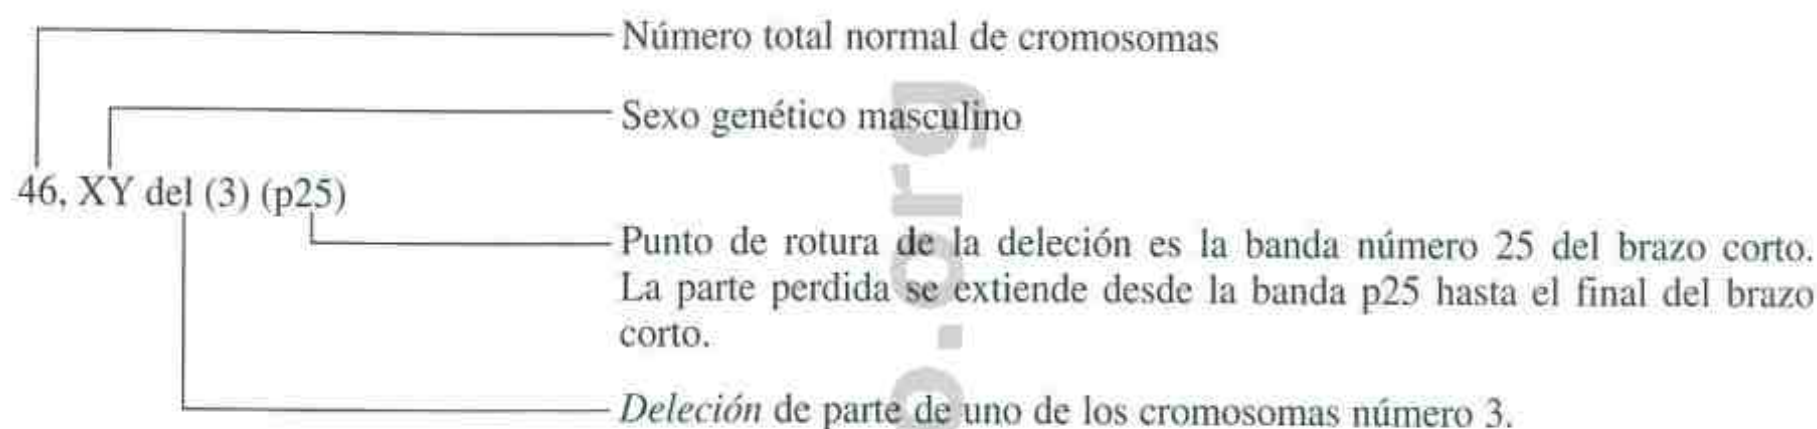 Número total normal de cromosomas
Sexo genético masculino
46, XY del (3) (p25)
Punto de rotura de la deleción es la banda número 25 del brazo corto.
La parte perdida se extiende desde la banda p25 hasta el final del brazo
corto.
Deleción de parte de uno de los cromosomas número 3.
.org